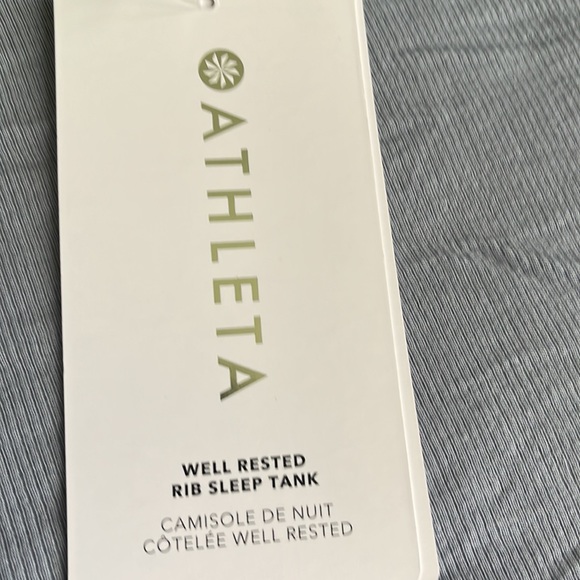 ATHLETA
WELL RESTED
RIB SLEEP TANK
CAMISOLE DE NUIT
CÔTELÉE WELL RESTED